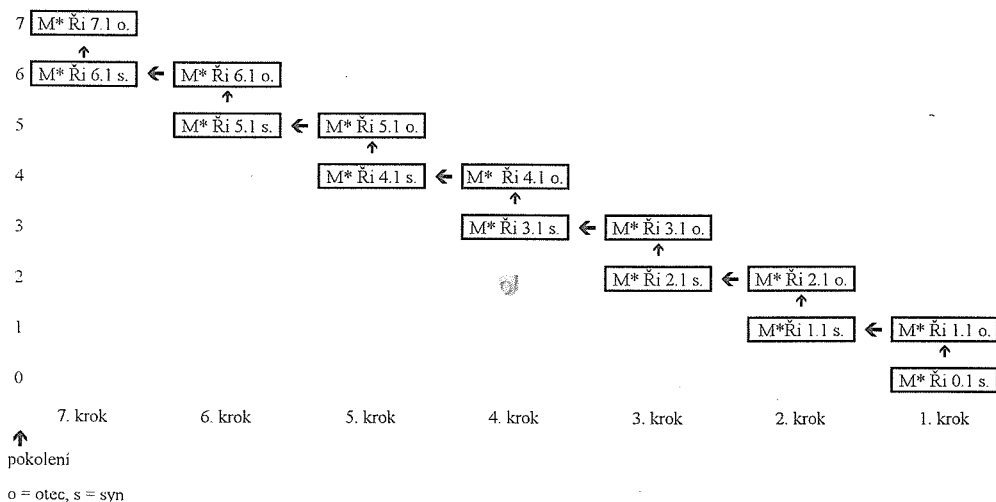 7 M* Ři 7.1 o.
6 M* Ři 6.1 s. M* Ři 6.1 o.
5 M* Ři 5.1 s. M* Ři 5.1 o.
4 M* Ři 4.1 s. M* Ři 4.1 o.
3 M* Ři 3.1 s. M* Ři 3.1 o.
2 M* Ři 2.1 s. M* Ři 2.1 o.
1 M*Ři 1.1 s. M* Ři 1.1 o.
0 M* Ři 0.1 s.
7. krok 6. krok 5. krok 4. krok 3. krok 2. krok 1. krok
pokolení
o = otec, s = syn